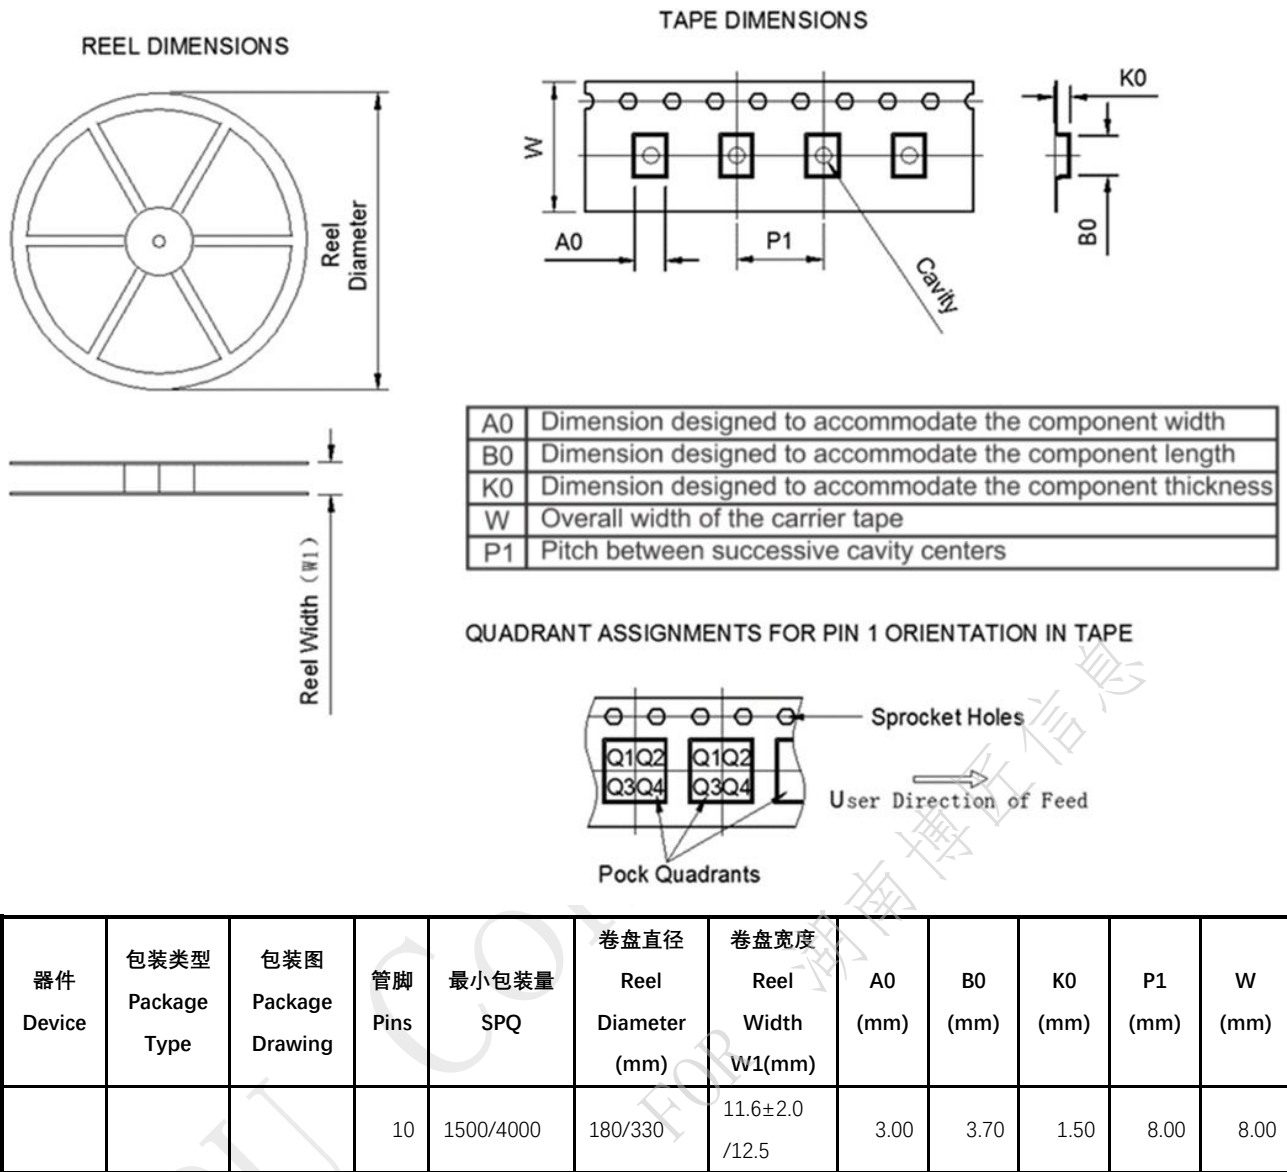 REEL DIMENSIONS
TAPE DIMENSIONS
Reel
Diameter
W
A0
P1
Cavity
K0
B0
Reel Width (W1)
A0 Dimension designed to accommodate the component width
B0 Dimension designed to accommodate the component length
K0 Dimension designed to accommodate the component thickness
W Overall width of the carrier tape
P1 Pitch between successive cavity centers
QUADRANT ASSIGNMENTS FOR PIN 1 ORIENTATION IN TAPE
Sprocket Holes
Q1 Q2 Q1 Q2
Q3 Q4 Q3 Q4
User Direction of Feed
Pock Quadrants
湖南博匠信息
FOR
器件
Device
包装类型
Package
Type
包装图
Package
Drawing
管脚
Pins
最小包装量
SPQ
卷盘直径
Reel
Diameter
(mm)
卷盘宽度
Reel
Width
W1(mm)
A0
(mm)
B0
(mm)
K0
(mm)
P1
(mm)
W
(mm)
10
1500/4000
180/330
11.6±2.0
/12.5
3.00
3.70
1.50
8.00
8.00